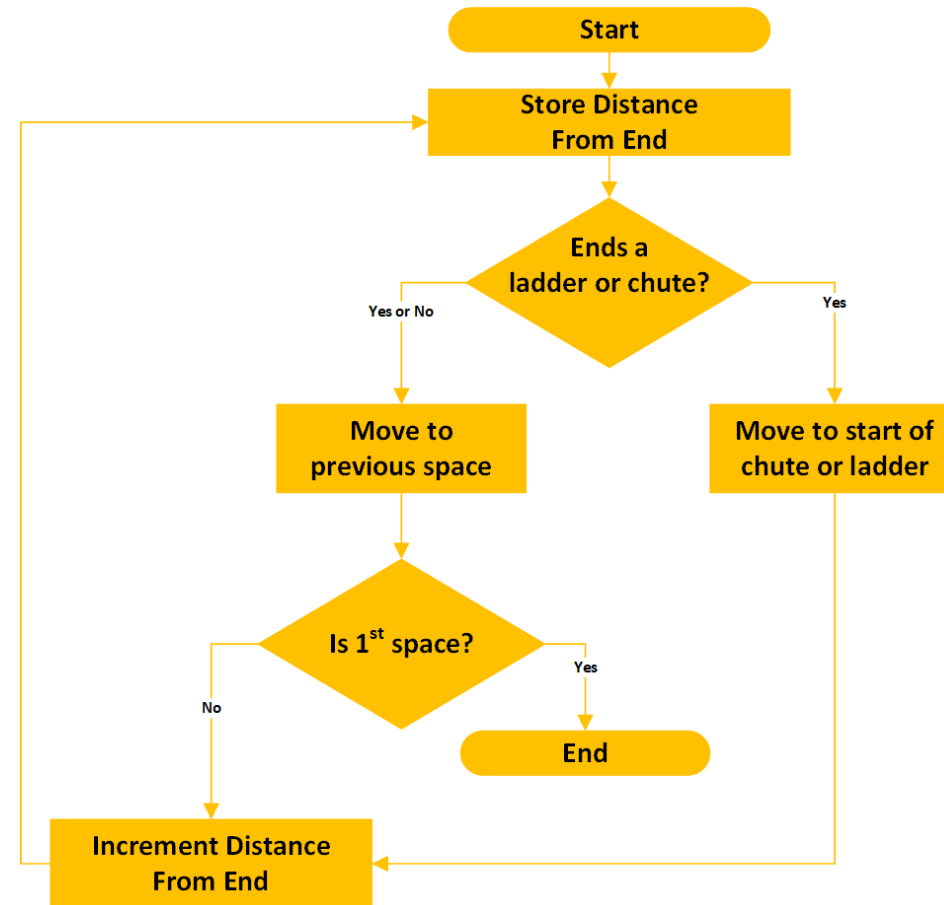 Start
Store Distance
From End
Ends a
ladder or chute?
Yes or No
Yes
Move to
previous space
Move to start of
chute or ladder
Is 1st space?
Yes
No
End
Increment Distance
From End